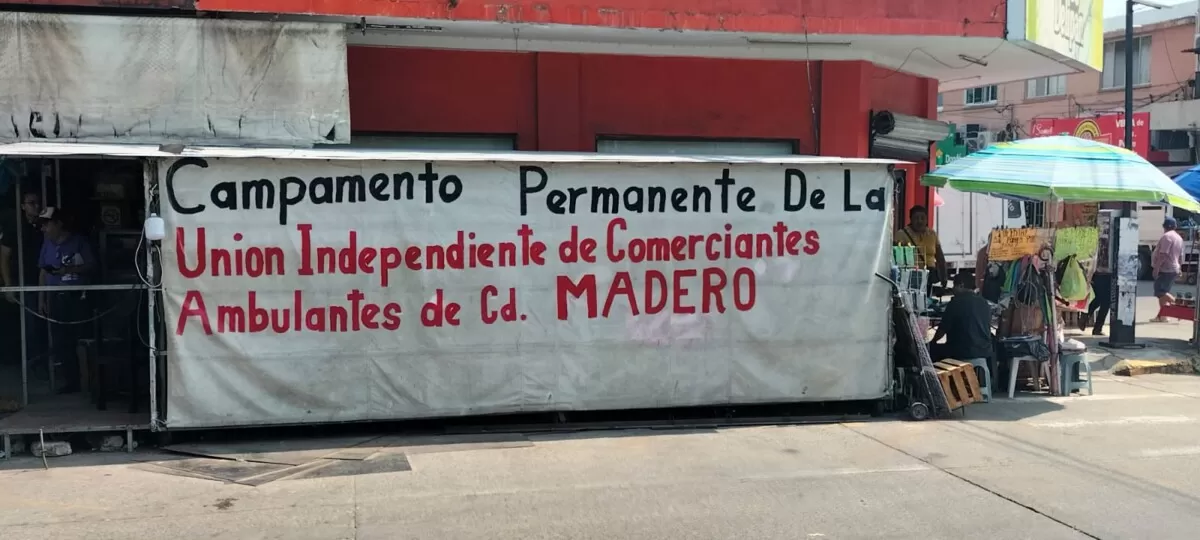 Campamento Permanente De La
Union Independiente de Comerciantes
Ambulantes de Cd. MADERO